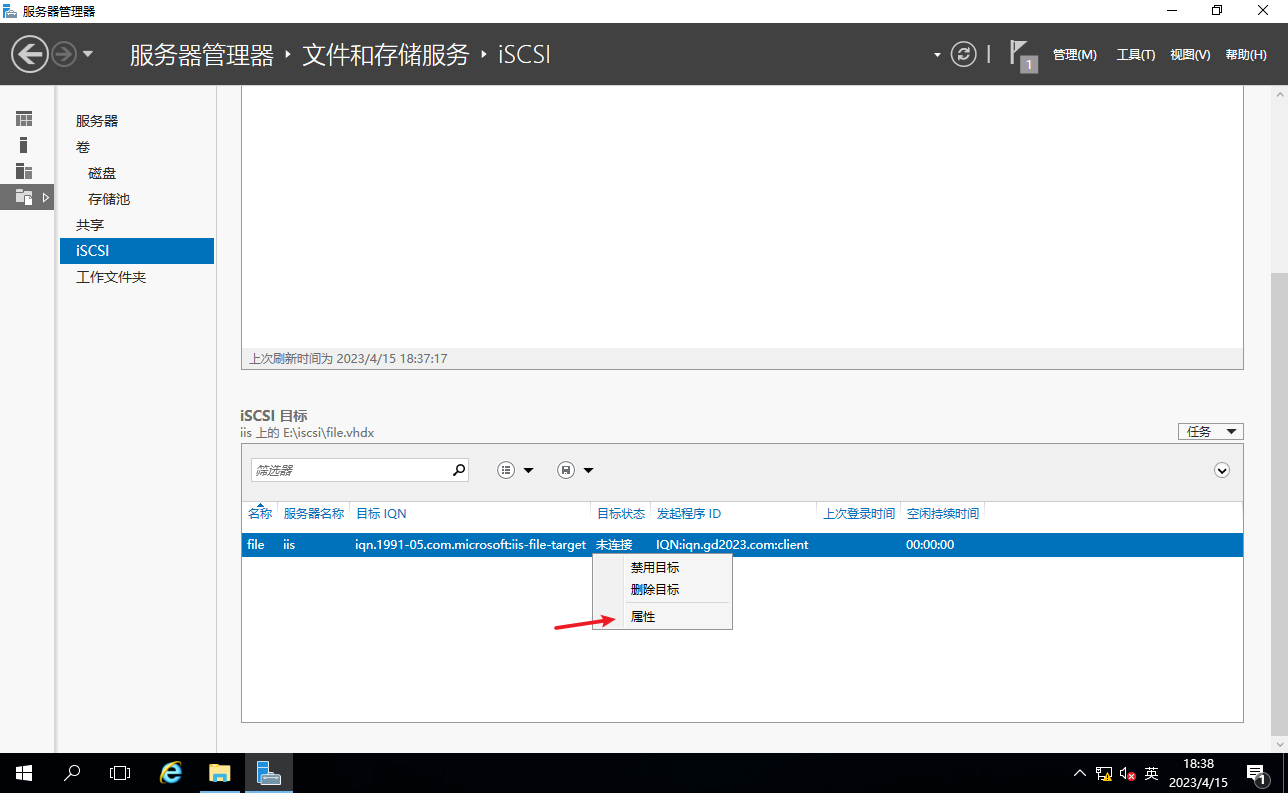 服务器管理器
服务器管理器 文件和存储服务 iSCSI
1
管理(M) 工具(T) 视图(V) 帮助(H)
服务器
卷
磁盘
存储池
共享
iSCSI
工作文件夹
上次刷新时间为 2023/4/15 18:37:17
iSCSI 目标
iis 上的 E:\iscsi\file.vhdx
任务
筛选器
名称 服务器名称 目标 IQN 目标状态 发起程序 ID 上次登录时间 空闲持续时间
file iis iqn.1991-05.com.microsoft:iis-file-target 未连接 IQN:iqn.gd2023.com:client 00:00:00
禁用目标
删除目标
属性
英
18:38
2023/4/15
1